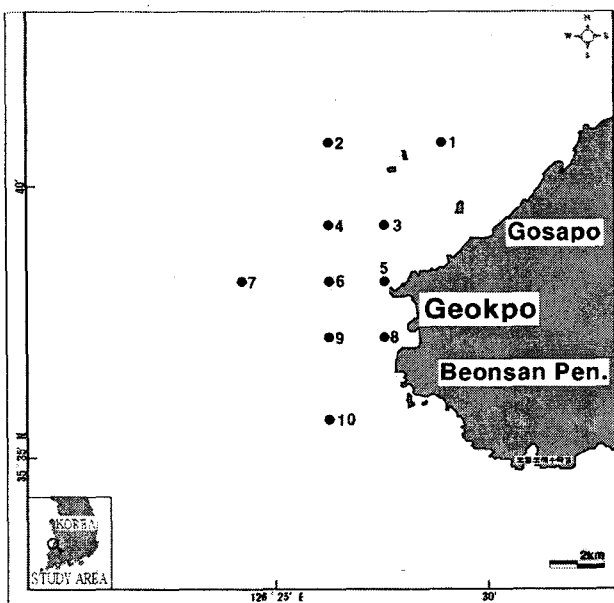 N
W S
S
2 1
40'
4 3
Gosapo
5
7 6
Geokpo
9 8
Beonsan Pen.
10
35° 35' N
KOREA
STUDY AREA
2km
126° 25' E 30'